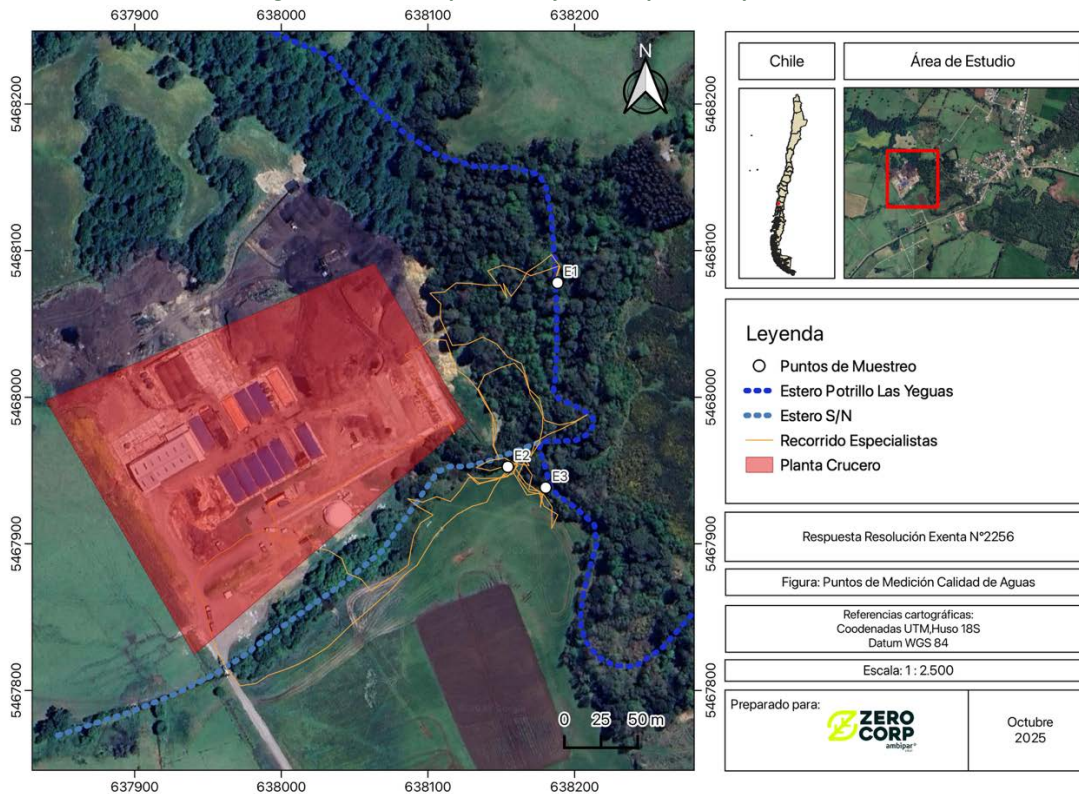 637900 638000 638100 638200
5468200
5468100
5468000
5467900
5467800
N
E1
E2
E3
0 25 50 m
5468200
5468100
5468000
5467900
5467800
637900 638000 638100 638200
Chile
Área de Estudio
Leyenda
Puntos de Muestreo
Estero Potrillo Las Yeguas
Estero S/N
Recorrido Especialistas
Planta Crucero
Respuesta Resolución Exenta N°2256
Figura: Puntos de Medición Calidad de Aguas
Referencias cartográficas:
Coodenadas UTM,Huso 18S
Datum WGS 84
Escala: 1 : 2.500
Preparado para:
ZERO
CORP
ambipar®
Octubre
2025